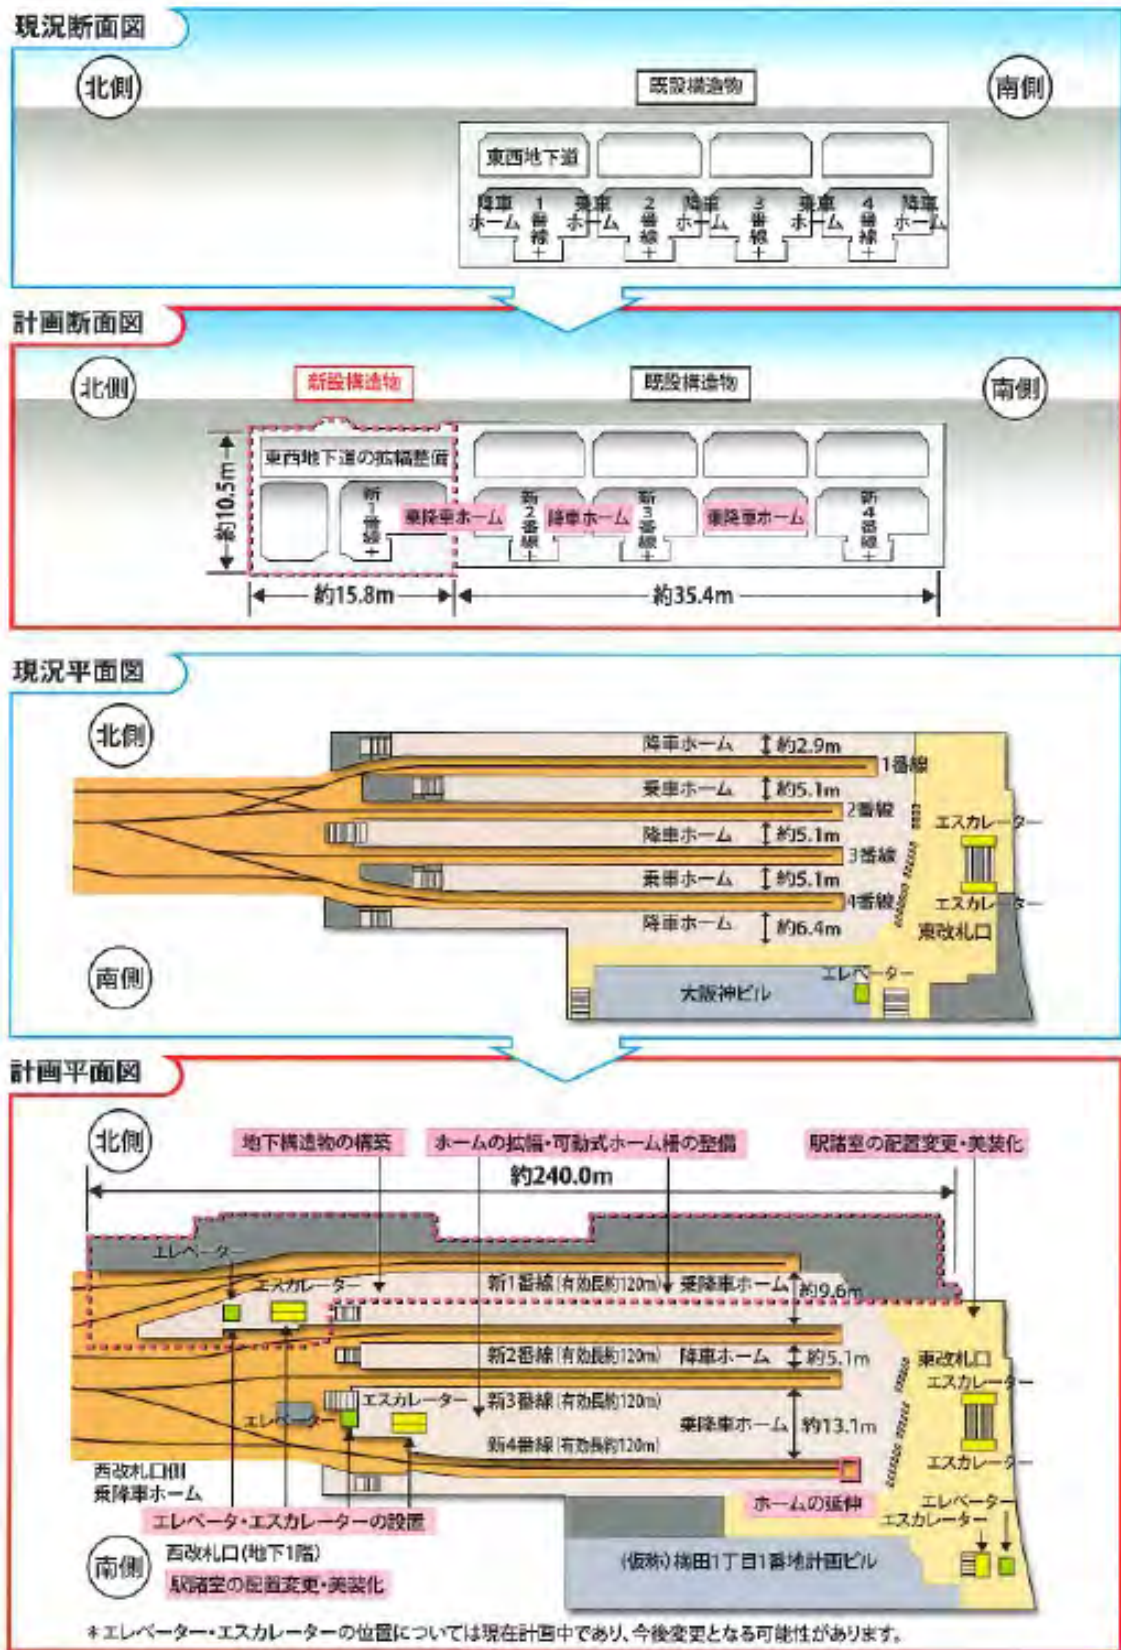 現況断面図
北側
既設構造物
南側
東西地下道
降車ホーム
1番線
乗車ホーム
2番線
降車ホーム
3番線
乗車ホーム
4番線
降車ホーム
計画断面図
北側
新設構造物
既設構造物
南側
東西地下道の拡幅整備
約10.5m
新1番線
乗降車ホーム
新2番線
降車ホーム
新3番線
乗降車ホーム
新4番線
約15.8m
約35.4m
現況平面図
北側
降車ホーム 約2.9m
1番線
乗車ホーム 約5.1m
2番線
降車ホーム 約5.1m
エスカレーター
3番線
乗車ホーム 約5.1m
4番線
エスカレーター
降車ホーム 約6.4m
東改札口
南側
エレベーター
大阪神ビル
計画平面図
北側
地下構造物の構築
ホームの拡幅・可動式ホーム柵の整備
駅諸室の配置変更・美装化
約240.0m
エレベーター
エスカレーター
新1番線(有効長約120m) 乗降車ホーム 約9.6m
新2番線(有効長約120m) 降車ホーム 約5.1m
東改札口
エスカレーター
エスカレーター
新3番線(有効長約120m)
エレベーター
乗降車ホーム 約13.1m
新4番線(有効長約120m)
エスカレーター
西改札口側
乗降車ホーム
ホームの延伸
エレベーター
エスカレーター
エレベータ・エスカレーターの設置
南側
西改札口(地下1階)
駅諸室の配置変更・美装化
(仮称)梅田1丁目1番地計画ビル
*エレベーター・エスカレーターの位置については現在計画中であり、今後変更となる可能性があります。